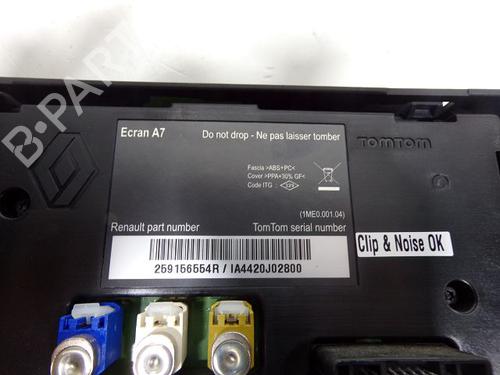 B-PARTS
Ecran A7
Do not drop - Ne pas laisser tomber
TOMTOM
Fascia >ABS+PC<
Cover >PPA+30% GF<
Code ITG :
(1ME0.001.04)
Renault part number
TomTom serial number
Clip & Noise OK
259156554R / IA4420J02800